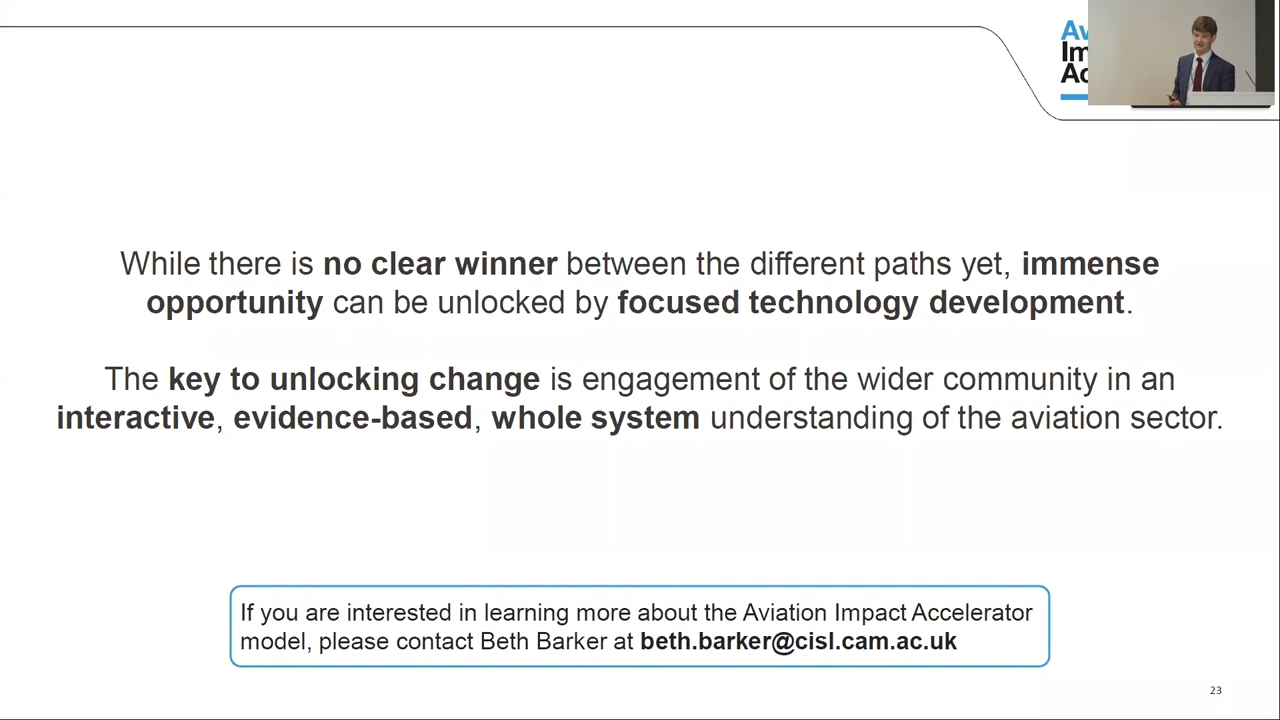 While there is no clear winner between the different paths yet, immense
opportunity can be unlocked by focused technology development.
The key to unlocking change is engagement of the wider community in an
interactive, evidence-based, whole system understanding of the aviation sector.
If you are interested in learning more about the Aviation Impact Accelerator
model, please contact Beth Barker at beth.barker@cisl.cam.ac.uk
23